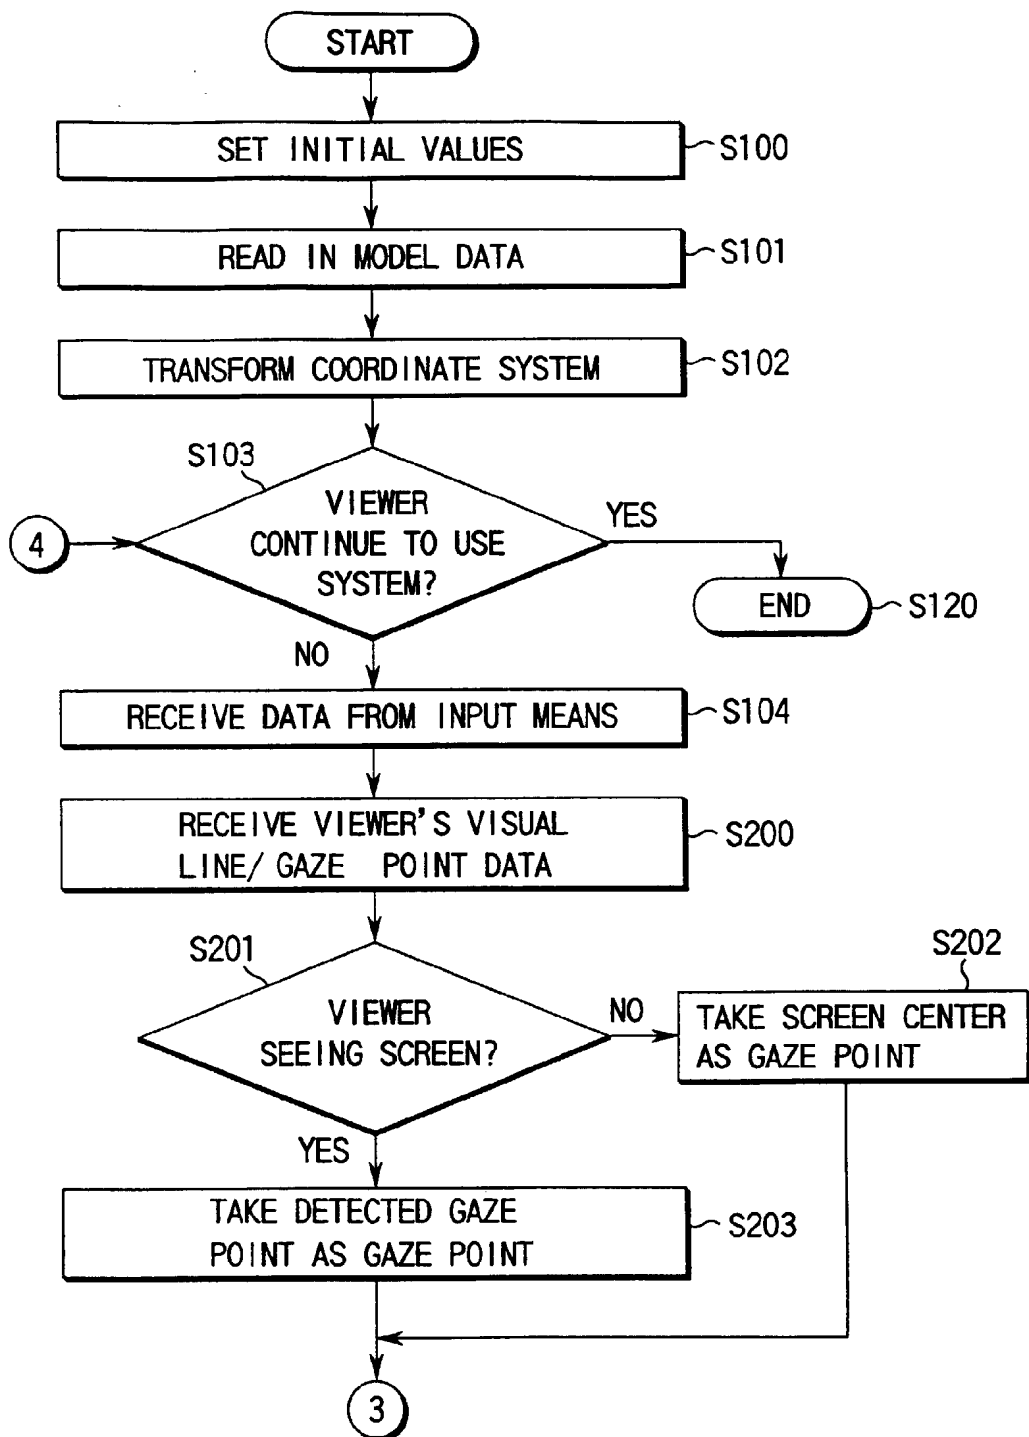 START
SET INITIAL VALUES
S100
READ IN MODEL DATA
S101
TRANSFORM COORDINATE SYSTEM
S102
S103
VIEWER
CONTINUE TO USE
SYSTEM?
YES
4
END
S120
NO
RECEIVE DATA FROM INPUT MEANS
S104
RECEIVE VIEWER'S VISUAL
LINE/ GAZE POINT DATA
S200
S201
VIEWER
SEEING SCREEN?
NO
S202
TAKE SCREEN CENTER
AS GAZE POINT
YES
TAKE DETECTED GAZE
POINT AS GAZE POINT
S203
3